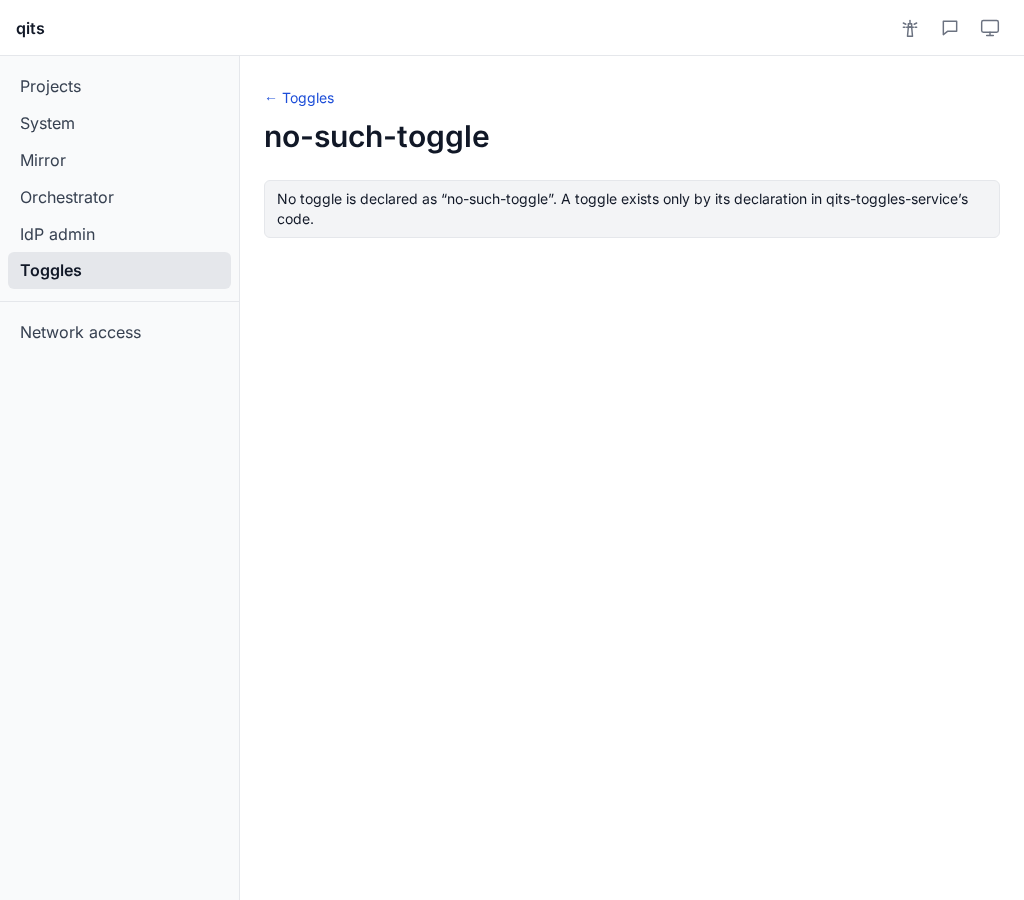 qits
Projects
System
Mirror
Orchestrator
IdP admin
Toggles
Network access
← Toggles
no-such-toggle
No toggle is declared as “no-such-toggle”. A toggle exists only by its declaration in qits-toggles-service’s
code.